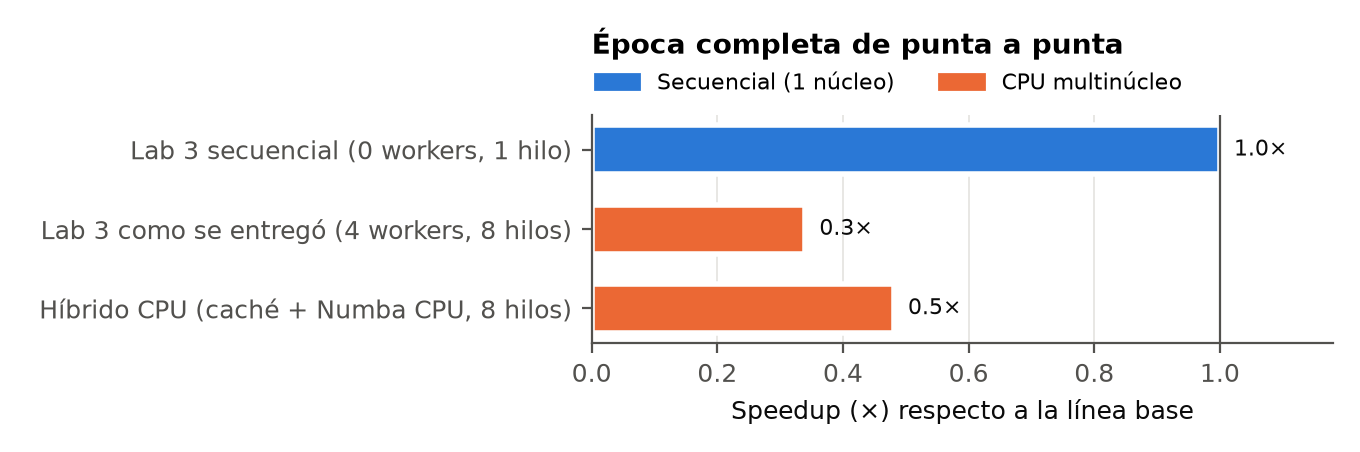 Época completa de punta a punta
Secuencial (1 núcleo) CPU multinúcleo
Lab 3 secuencial (0 workers, 1 hilo) 1.0×
Lab 3 como se entregó (4 workers, 8 hilos) 0.3×
Híbrido CPU (caché + Numba CPU, 8 hilos) 0.5×
0.0 0.2 0.4 0.6 0.8 1.0
Speedup (×) respecto a la línea base